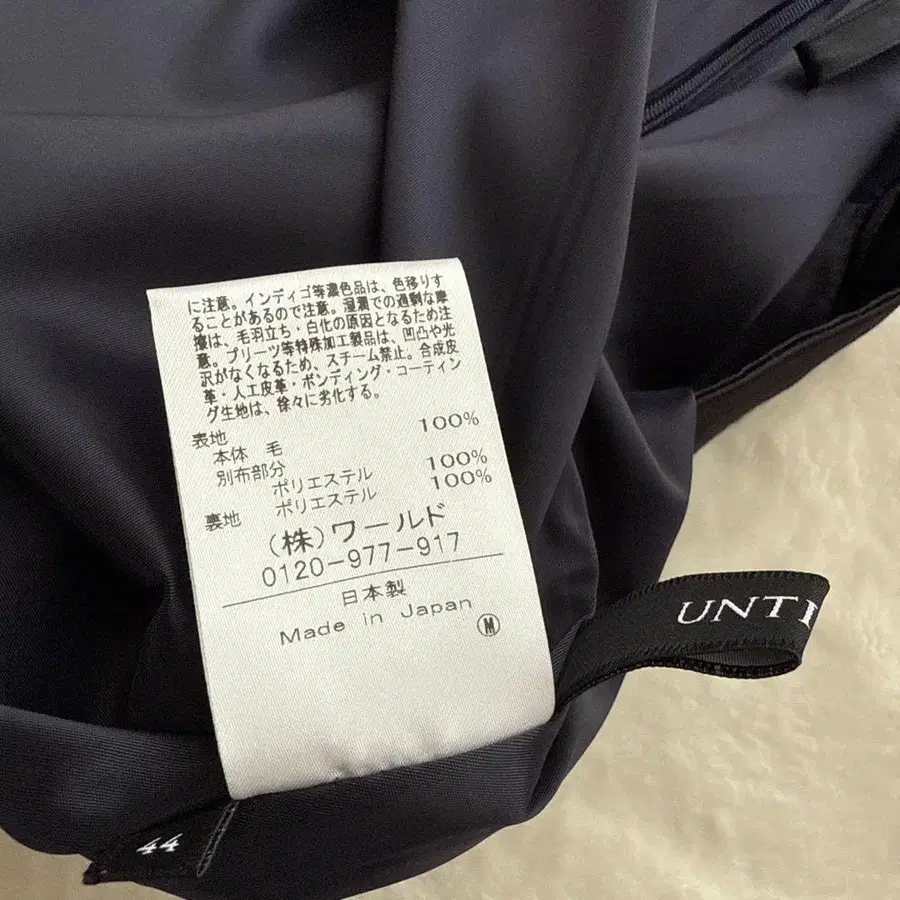 に注意。インディゴ等濃色品は、色移りす
ることがあるので注意。湿潤での過剰な摩
擦は、毛羽立ち・白化の原因となるため注
意。プリーツ等特殊加工製品は、凹凸や光
沢がなくなるため、スチーム禁止。合成皮
革・人工皮革・ボンディング・コーティン
グ生地は、徐々に劣化する。
表地
本体 毛 100%
別布部分
ポリエステル 100%
裏地 ポリエステル 100%
(株)ワールド
0120-977-917
日本製
Made in Japan
M
UNTI
44